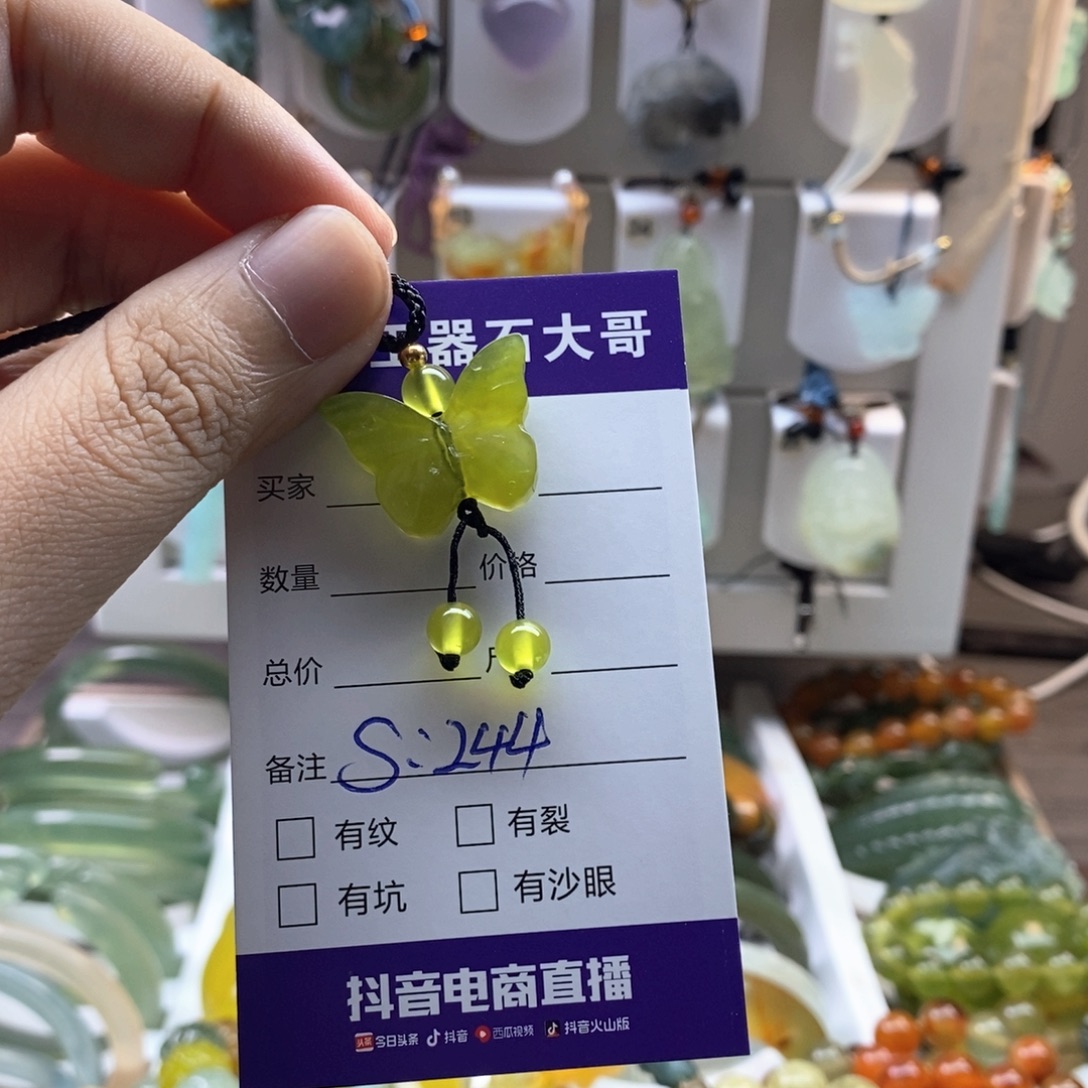 器石大哥
买家
数量 价格
总价
备注 S:244
有纹 有裂
有坑 有沙眼
抖音电商直播
头条 今日头条 抖音 西瓜视频 抖音火山版